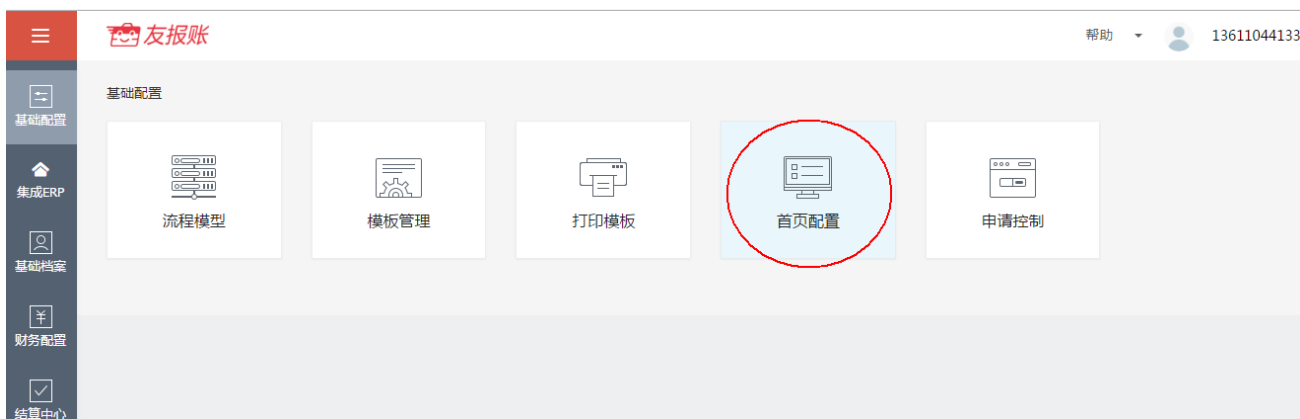 友报账
帮助
13611044133
基础配置
集成ERP
基础档案
财务配置
结算中心
基础配置
流程模型
模板管理
打印模板
首页配置
申请控制